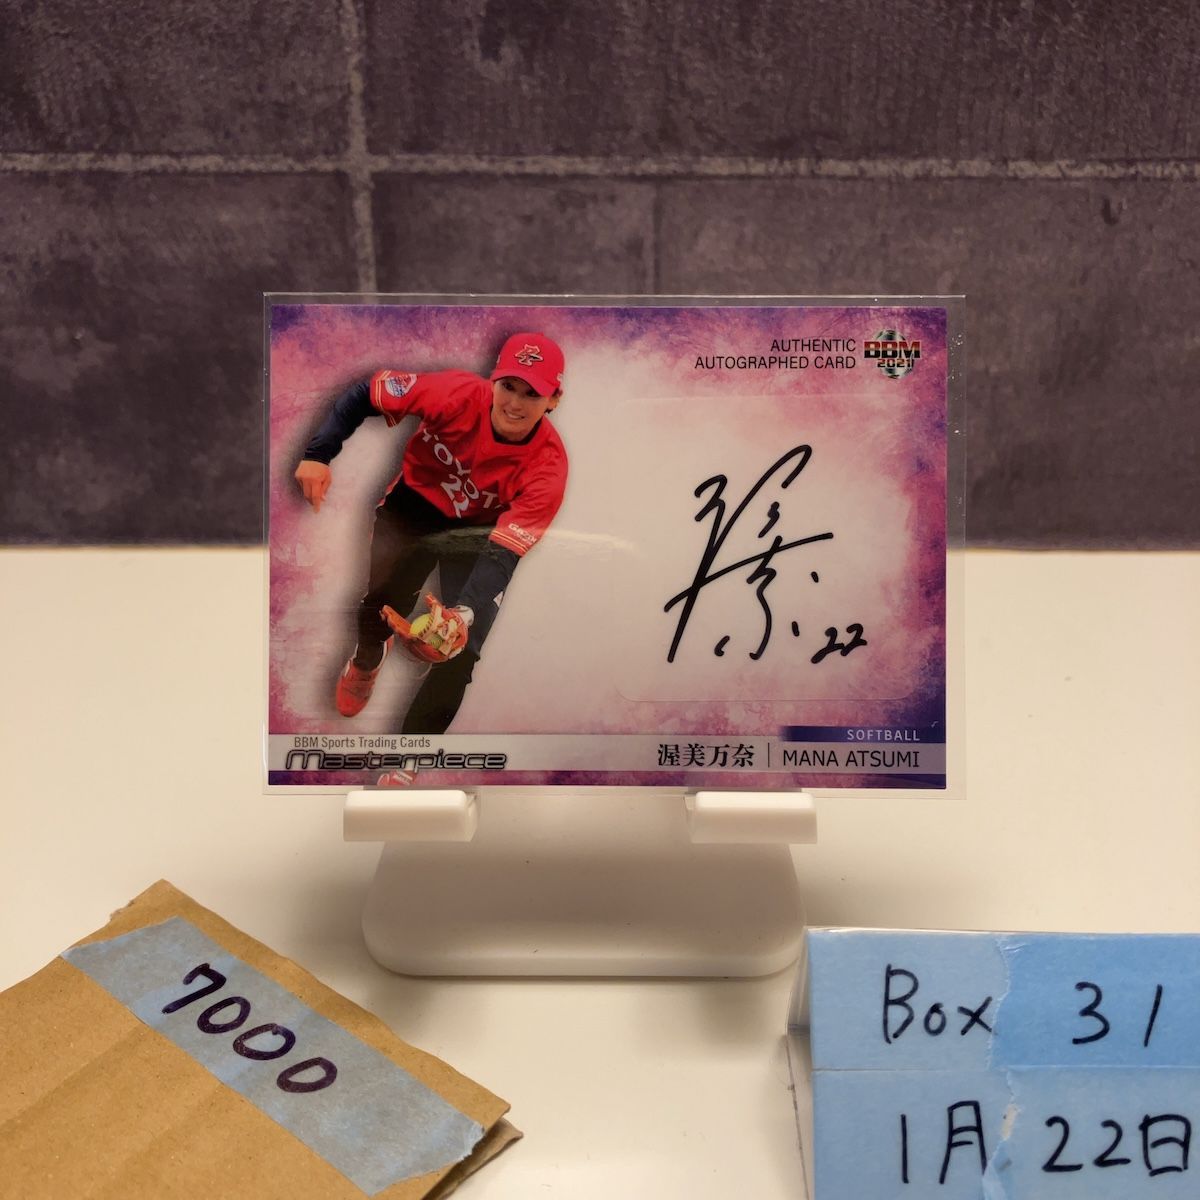 AUTHENTIC
AUTOGRAPHED CARD
BBM
2021
TOYOTA
22
22
SOFTBALL
BBM Sports Trading Cards
Masterpiece
渥美万奈 | MANA ATSUMI
7000
Box 31
1月22日